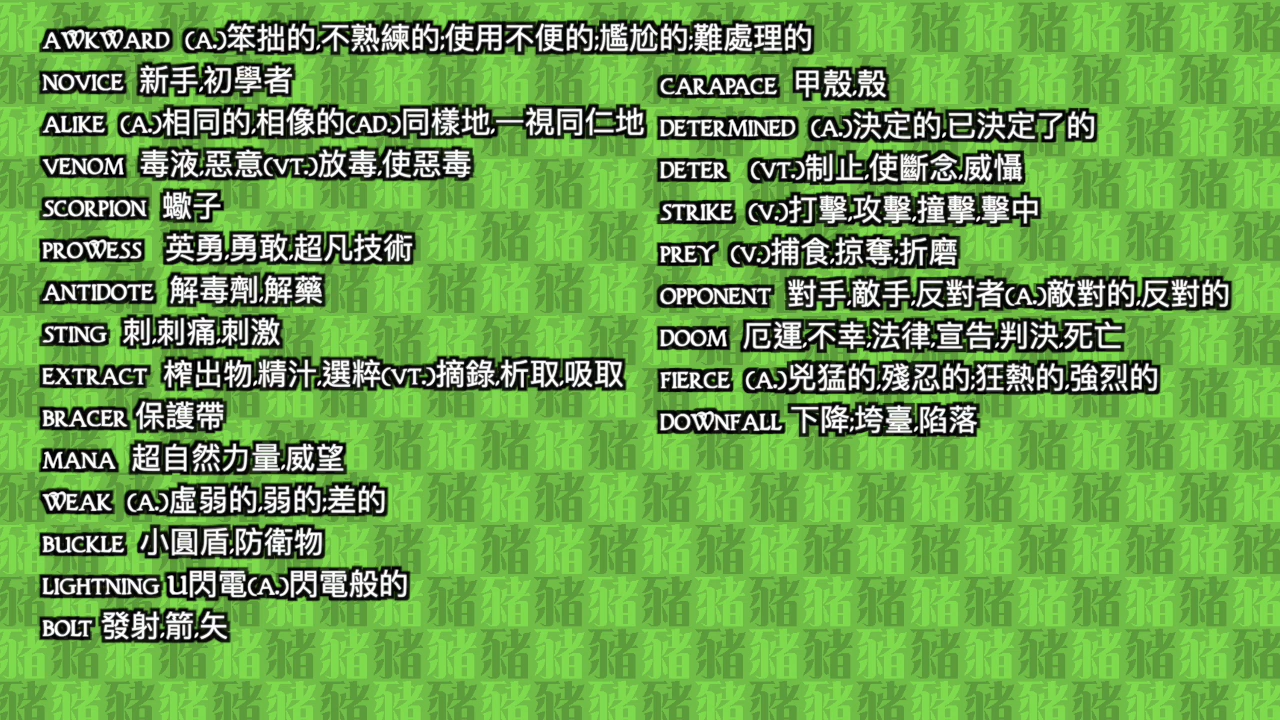 AWKWARD (A.)笨拙的,不熟練的;使用不便的;尷尬的;難處理的
NOVICE 新手,初學者
ALIKE (A.)相同的,相像的(AD.)同樣地,一視同仁地
VENOM 毒液,惡意(VT.)放毒,使惡毒
SCORPION 蠍子
PROWESS 英勇,勇敢,超凡技術
ANTIDOTE 解毒劑,解藥
STING 刺,刺痛,刺激
EXTRACT 榨出物,精汁,選粹(VT.)摘錄,析取,吸取
BRACER 保護帶
MANA 超自然力量,威望
WEAK (A.)虛弱的,弱的;差的
BUCKLE 小圓盾,防衛物
LIGHTNING U閃電(A.)閃電般的
BOLT 發射,箭,矢
CARAPACE 甲殼,殼
DETERMINED (A.)決定的,已決定了的
DETER (VT.)制止,使斷念,威懾
STRIKE (V.)打擊,攻擊,撞擊,擊中
PREY (V.)捕食,掠奪;折磨
OPPONENT 對手,敵手,反對者(A.)敵對的,反對的
DOOM 厄運,不幸;法律,宣告,判決,死亡
FIERCE (A.)兇猛的,殘忍的;狂熱的,強烈的
DOWNFALL 下降;垮臺,陷落